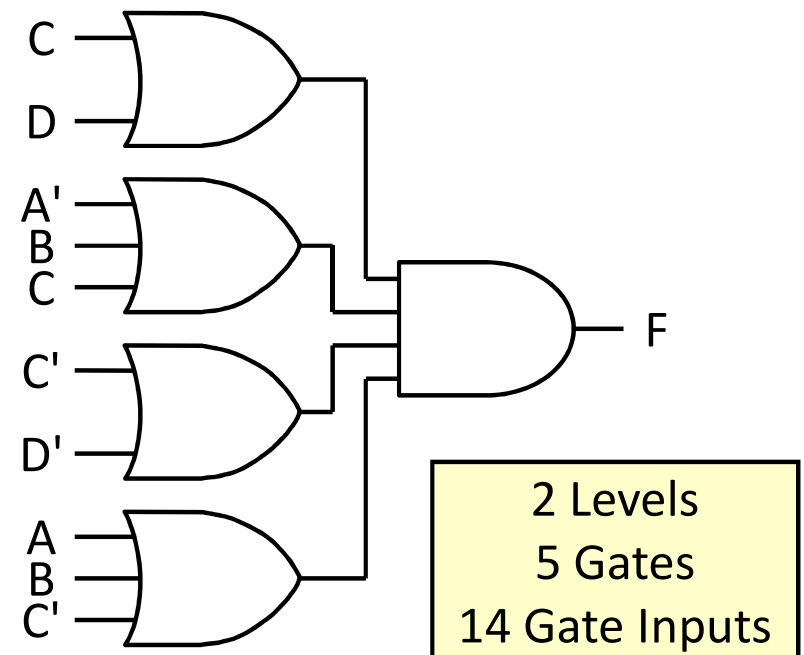 C
D
A'
B
C
C'
D'
A
B
C'
F
2 Levels
5 Gates
14 Gate Inputs